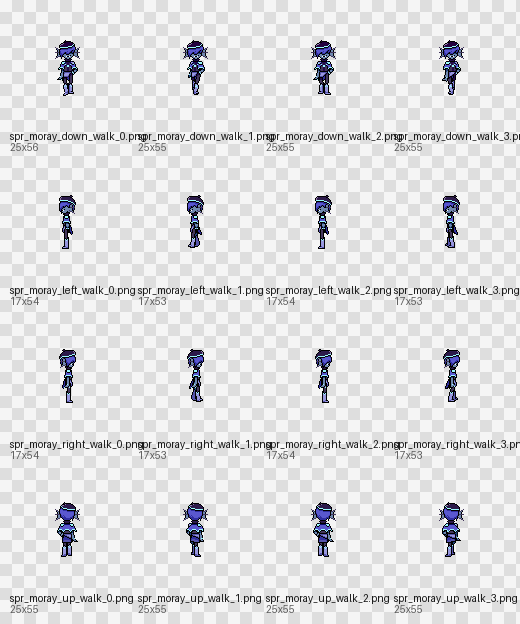 spr_moray_down_walk_0.png spr_moray_down_walk_1.png spr_moray_down_walk_2.png spr_moray_down_walk_3.png
25x56 25x55 25x55 25x55
spr_moray_left_walk_0.png spr_moray_left_walk_1.png spr_moray_left_walk_2.png spr_moray_left_walk_3.png
17x54 17x53 17x54 17x53
spr_moray_right_walk_0.png spr_moray_right_walk_1.png spr_moray_right_walk_2.png spr_moray_right_walk_3.pn
17x54 17x53 17x54 17x53
spr_moray_up_walk_0.png spr_moray_up_walk_1.png spr_moray_up_walk_2.png spr_moray_up_walk_3.png
25x55 25x55 25x55 25x55